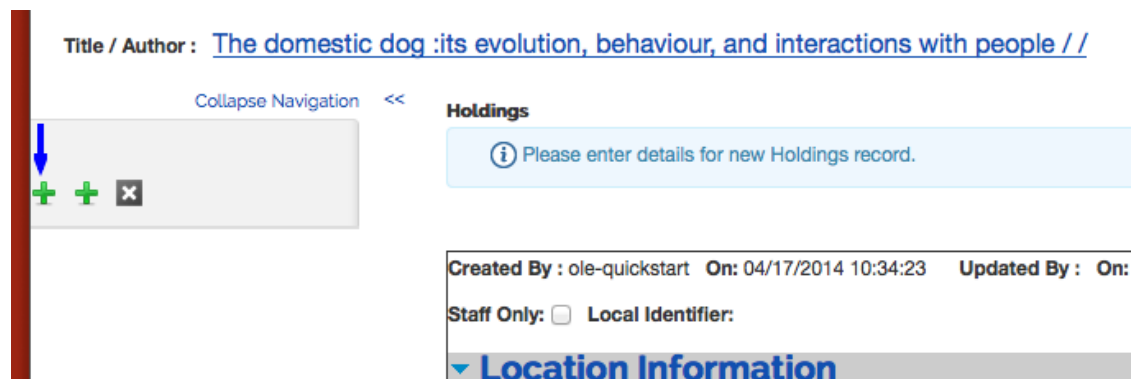 Title / Author : The domestic dog :its evolution, behaviour, and interactions with people / /
Collapse Navigation <<
Holdings
Please enter details for new Holdings record.
Created By : ole-quickstart On: 04/17/2014 10:34:23 Updated By : On:
Staff Only: Local Identifier:
Location Information